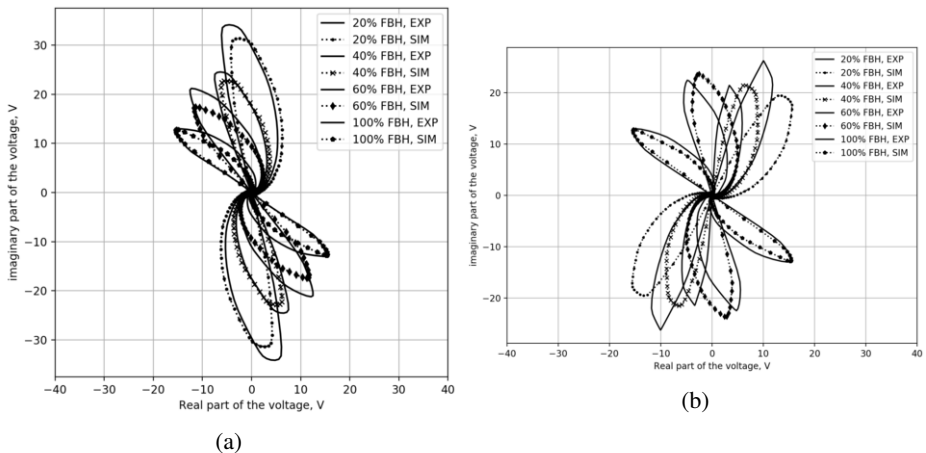 20% FBH, EXP
20% FBH, SIM
40% FBH, EXP
40% FBH, SIM
60% FBH, EXP
60% FBH, SIM
100% FBH, EXP
100% FBH, SIM
imaginary part of the voltage, V
30
20
10
0
−10
−20
−30
−40 −30 −20 −10 0 10 20 30 40
Real part of the voltage, V
(a)
20% FBH, EXP
20% FBH, SIM
40% FBH, EXP
40% FBH, SIM
60% FBH, EXP
60% FBH, SIM
100% FBH, EXP
100% FBH, SIM
imaginary part of the voltage, V
20
10
0
−10
−20
−40 −30 −20 −10 0 10 20 30 40
Real part of the voltage, V
(b)